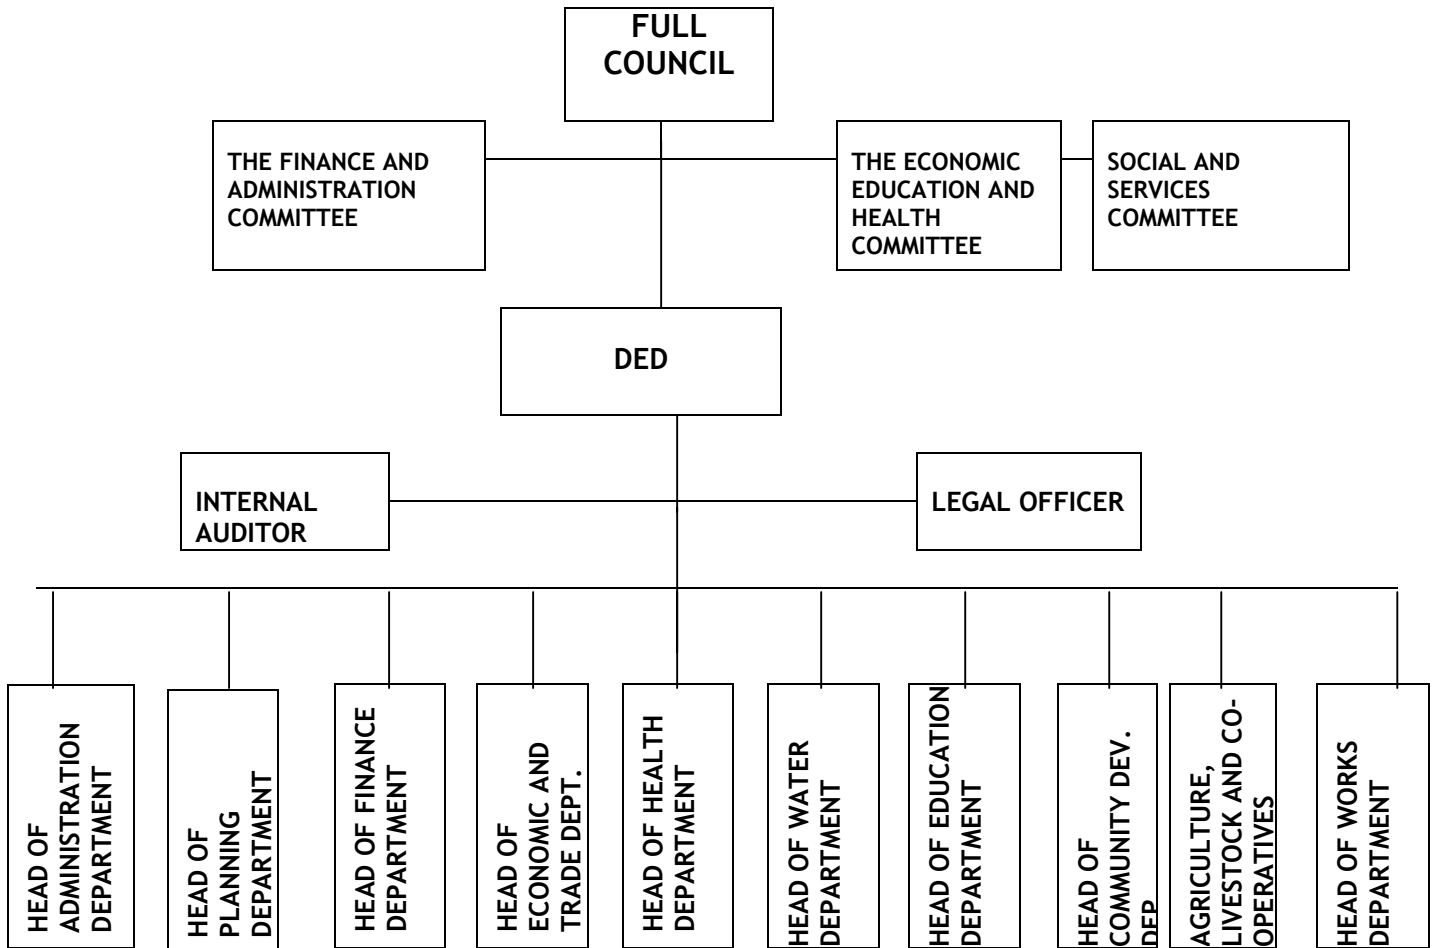 FULL
COUNCIL
THE FINANCE AND
ADMINISTRATION
COMMITTEE
THE ECONOMIC
EDUCATION AND
HEALTH
COMMITTEE
SOCIAL AND
SERVICES
COMMITTEE
DED
INTERNAL
AUDITOR
LEGAL OFFICER
HEAD OF
ADMINISTRATION
DEPARTMENT
HEAD OF
PLANNING
DEPARTMENT
HEAD OF FINANCE
DEPARTMENT
HEAD OF
ECONOMIC AND
TRADE DEPT.
HEAD OF HEALTH
DEPARTMENT
HEAD OF WATER
DEPARTMENT
HEAD OF EDUCATION
DEPARTMENT
HEAD OF
COMMUNITY DEV.
DEP
AGRICULTURE,
LIVESTOCK AND CO-
OPERATIVES
HEAD OF WORKS
DEPARTMENT